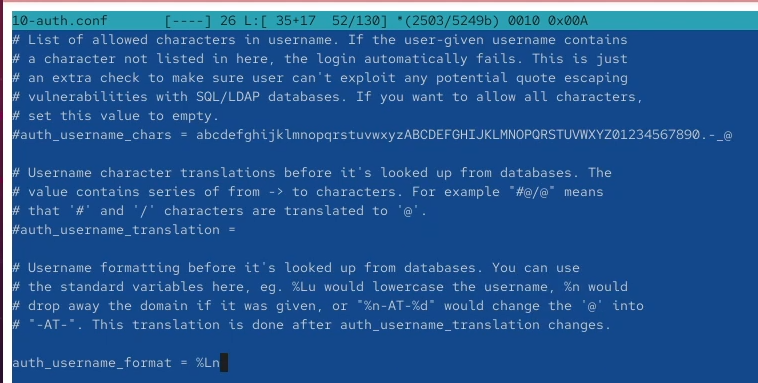 10-auth.conf [----] 26 L:[ 35+17 52/130] *(2503/5249b) 0010 0x00A
# List of allowed characters in username. If the user-given username contains
# a character not listed in here, the login automatically fails. This is just
# an extra check to make sure user can't exploit any potential quote escaping
# vulnerabilities with SQL/LDAP databases. If you want to allow all characters,
# set this value to empty.
#auth_username_chars = abcdefghijklmnopqrstuvwxyzABCDEFGHIJKLMNOPQRSTUVWXYZ01234567890.-_@
# Username character translations before it's looked up from databases. The
# value contains series of from -> to characters. For example "#@/@" means
# that '#' and '/' characters are translated to '@'.
#auth_username_translation =
# Username formatting before it's looked up from databases. You can use
# the standard variables here, eg. %Lu would lowercase the username, %n would
# drop away the domain if it was given, or "%n-AT-%d" would change the '@' into
# "-AT-". This translation is done after auth_username_translation changes.
auth_username_format = %Ln